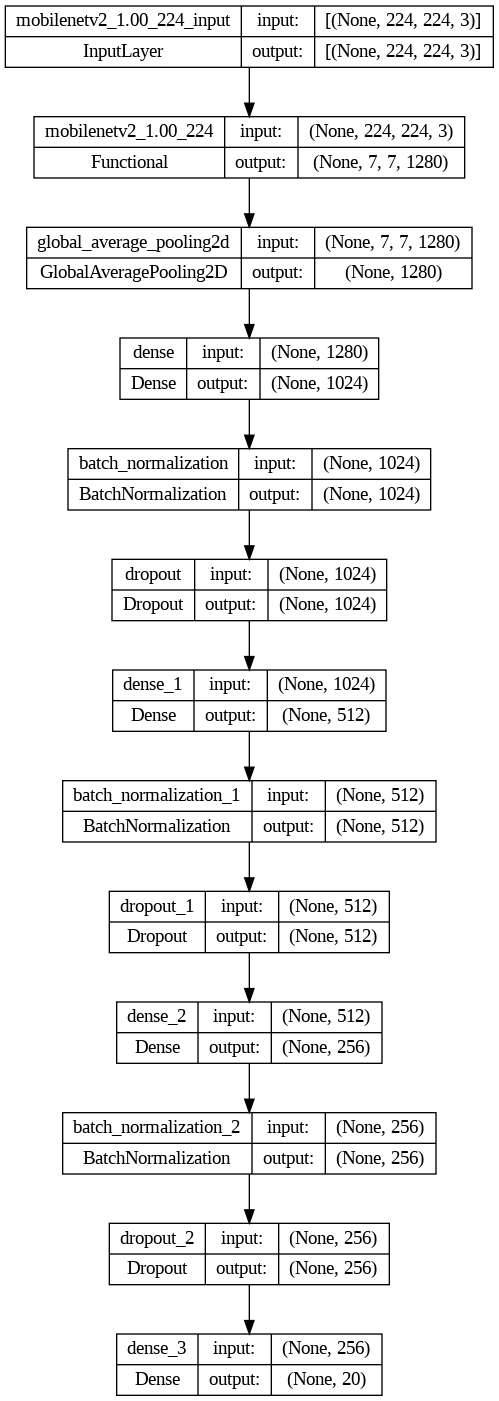 mobilenetv2_1.00_224_input input: [(None, 224, 224, 3)]
InputLayer output: [(None, 224, 224, 3)]
mobilenetv2_1.00_224 input: (None, 224, 224, 3)
Functional output: (None, 7, 7, 1280)
global_average_pooling2d input: (None, 7, 7, 1280)
GlobalAveragePooling2D output: (None, 1280)
dense input: (None, 1280)
Dense output: (None, 1024)
batch_normalization input: (None, 1024)
BatchNormalization output: (None, 1024)
dropout input: (None, 1024)
Dropout output: (None, 1024)
dense_1 input: (None, 1024)
Dense output: (None, 512)
batch_normalization_1 input: (None, 512)
BatchNormalization output: (None, 512)
dropout_1 input: (None, 512)
Dropout output: (None, 512)
dense_2 input: (None, 512)
Dense output: (None, 256)
batch_normalization_2 input: (None, 256)
BatchNormalization output: (None, 256)
dropout_2 input: (None, 256)
Dropout output: (None, 256)
dense_3 input: (None, 256)
Dense output: (None, 20)